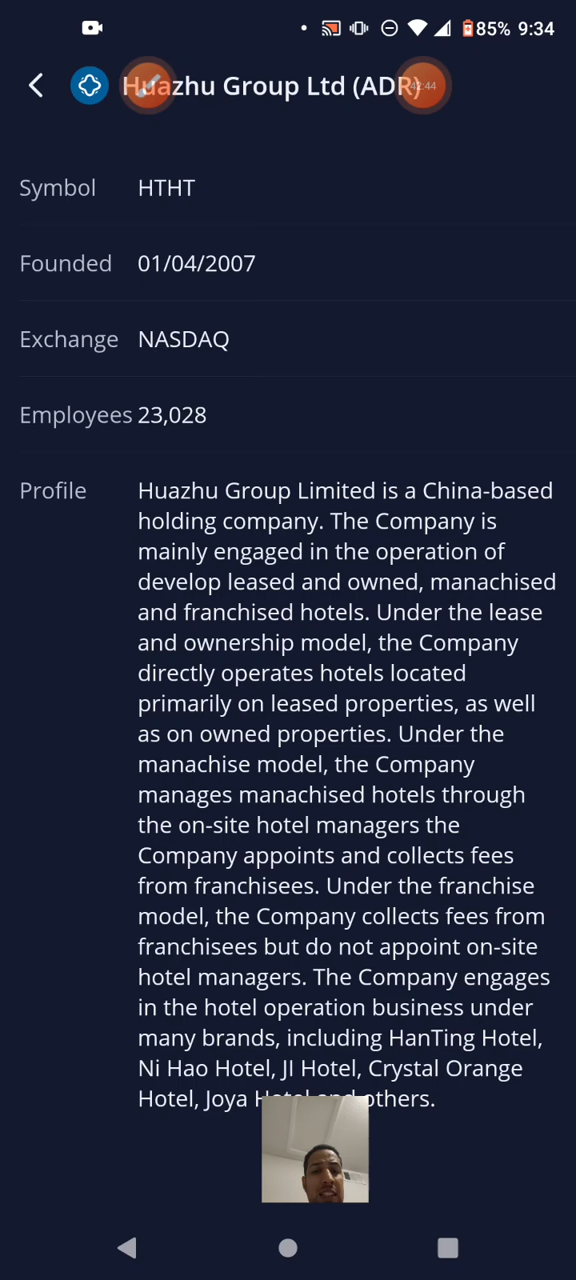 85% 9:34
Huazhu Group Ltd (ADR)
42:44
Symbol HTHT
Founded 01/04/2007
Exchange NASDAQ
Employees 23,028
Profile Huazhu Group Limited is a China-based
holding company. The Company is
mainly engaged in the operation of
develop leased and owned, manachised
and franchised hotels. Under the lease
and ownership model, the Company
directly operates hotels located
primarily on leased properties, as well
as on owned properties. Under the
manachise model, the Company
manages manachised hotels through
the on-site hotel managers the
Company appoints and collects fees
from franchisees. Under the franchise
model, the Company collects fees from
franchisees but do not appoint on-site
hotel managers. The Company engages
in the hotel operation business under
many brands, including HanTing Hotel,
Ni Hao Hotel, JI Hotel, Crystal Orange
Hotel, Joya Hotel and others.